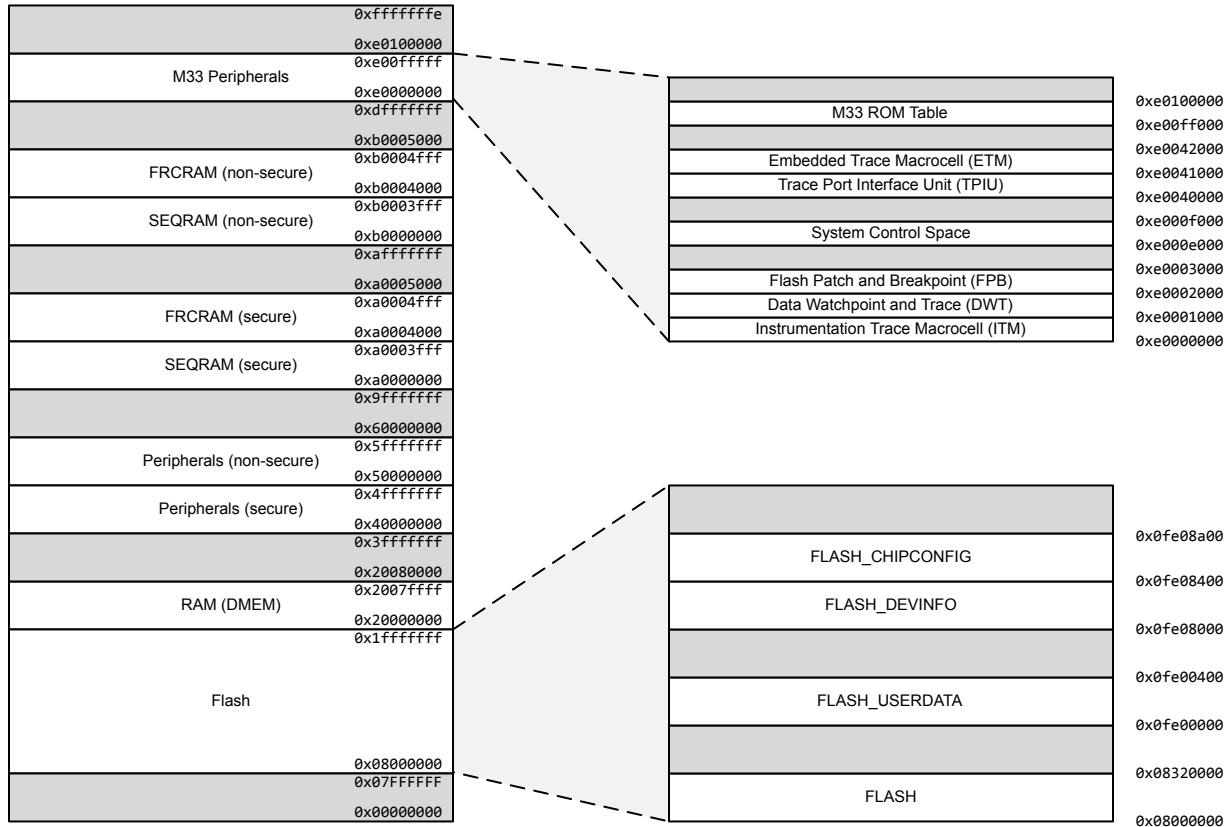 0xfffffffe
0xe0100000
0xe00fffff
M33 Peripherals
0xe0000000
0xdfffffff
0xb0005000
0xb0004fff
FRCRAM (non-secure)
0xb0004000
0xb0003fff
SEQRAM (non-secure)
0xb0000000
0xafffffff
0xa0005000
0xa0004fff
FRCRAM (secure)
0xa0004000
0xa0003fff
SEQRAM (secure)
0xa0000000
0x9fffffff
0x60000000
0x5fffffff
Peripherals (non-secure)
0x50000000
0x4fffffff
Peripherals (secure)
0x40000000
0x3fffffff
0x20080000
0x2007ffff
RAM (DMEM)
0x20000000
0x1fffffff
Flash
0x08000000
0x07FFFFFF
0x00000000
0xe0100000
M33 ROM Table
0xe00ff000
0xe0042000
Embedded Trace Macrocell (ETM)
0xe0041000
Trace Port Interface Unit (TPIU)
0xe0040000
0xe000f000
System Control Space
0xe000e000
0xe0003000
Flash Patch and Breakpoint (FPB)
0xe0002000
Data Watchpoint and Trace (DWT)
0xe0001000
Instrumentation Trace Macrocell (ITM)
0xe0000000
0x0fe08a00
FLASH_CHIPCONFIG
0x0fe08400
FLASH_DEVINFO
0x0fe08000
0x0fe00400
FLASH_USERDATA
0x0fe00000
0x08320000
FLASH
0x08000000